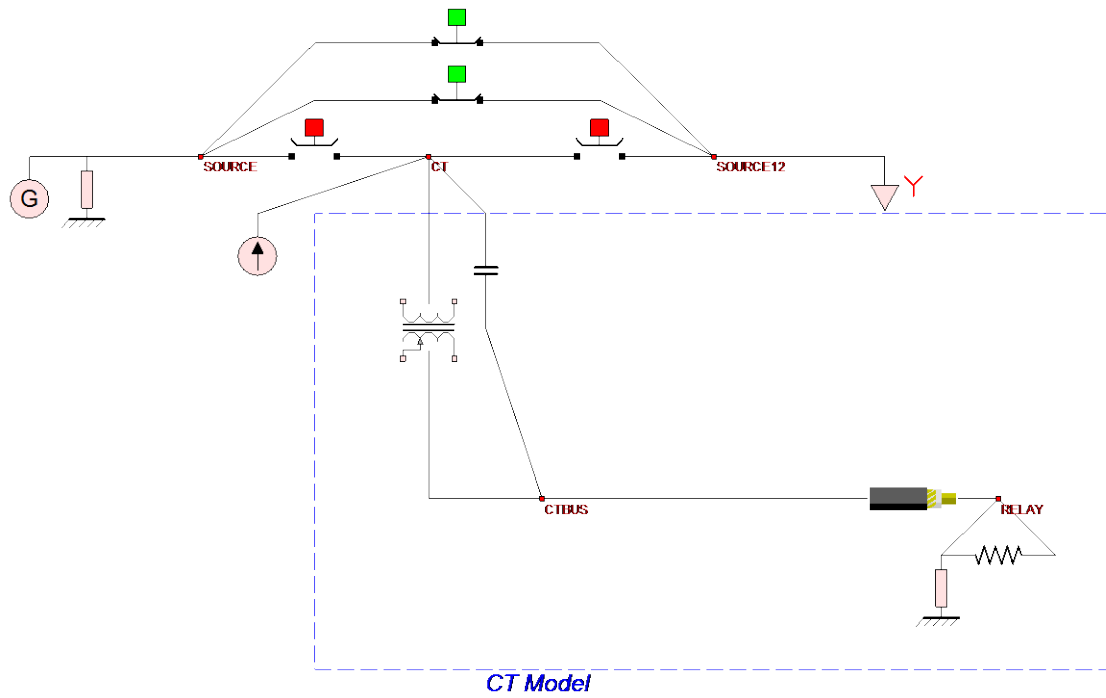 SOURCE
CT
SOURCE12
G
Y
CTBUS
RELAY
CT Model